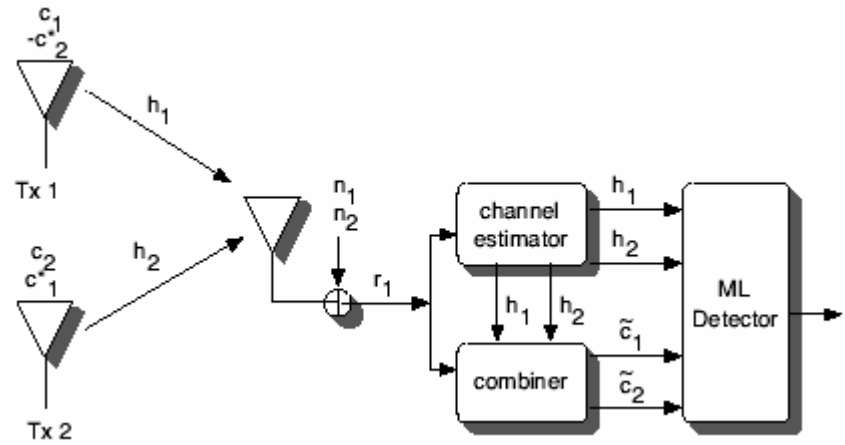 c₁
-c*₂
h₁
Tx 1
c₂
c*₁
h₂
Tx 2
n₁
n₂
r₁
channel
estimator
h₁
h₂
h₁
h₂
combiner
c̃₁
c̃₂
ML
Detector